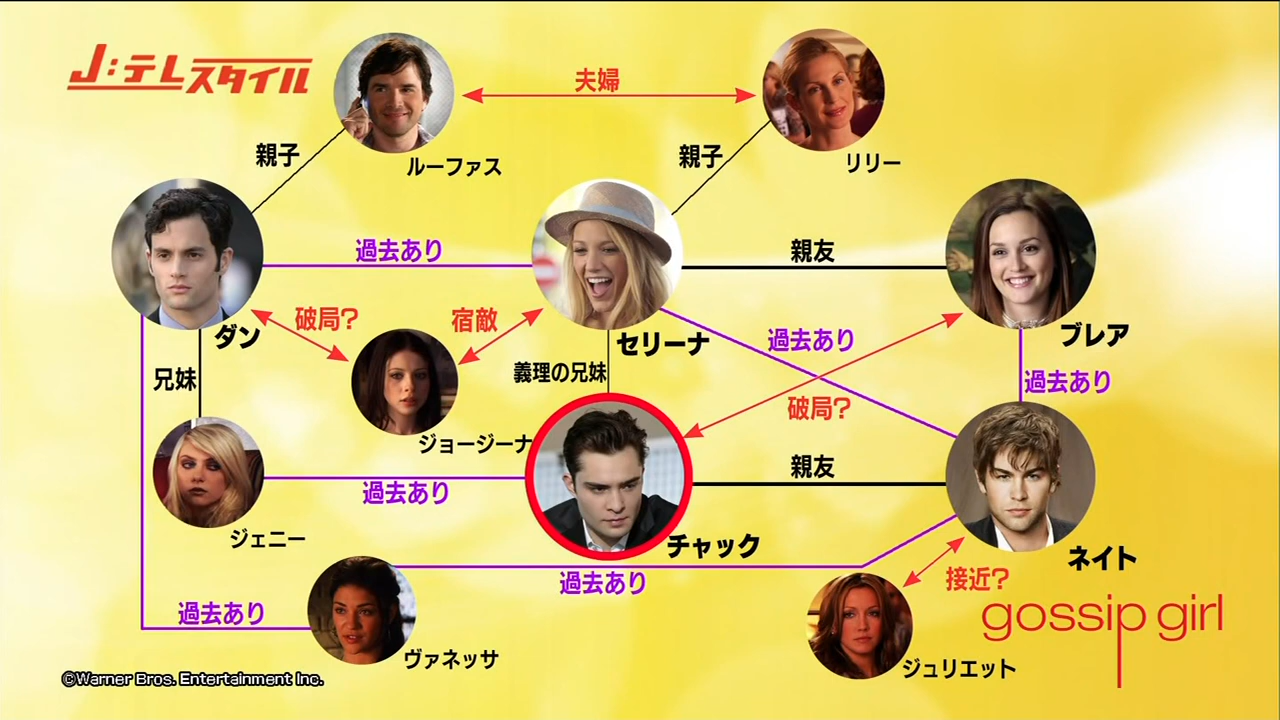 J:テレスタイル
夫婦
親子
ルーファス
親子
リリー
過去あり
親友
破局?
宿敵
ダン
セリーナ
過去あり
ブレア
兄妹
義理の兄妹
過去あり
破局?
ジョージーナ
親友
過去あり
ジェニー
チャック
ネイト
過去あり
接近?
過去あり
gossip girl
ヴァネッサ
ジュリエット
©Warner Bros. Entertainment Inc.